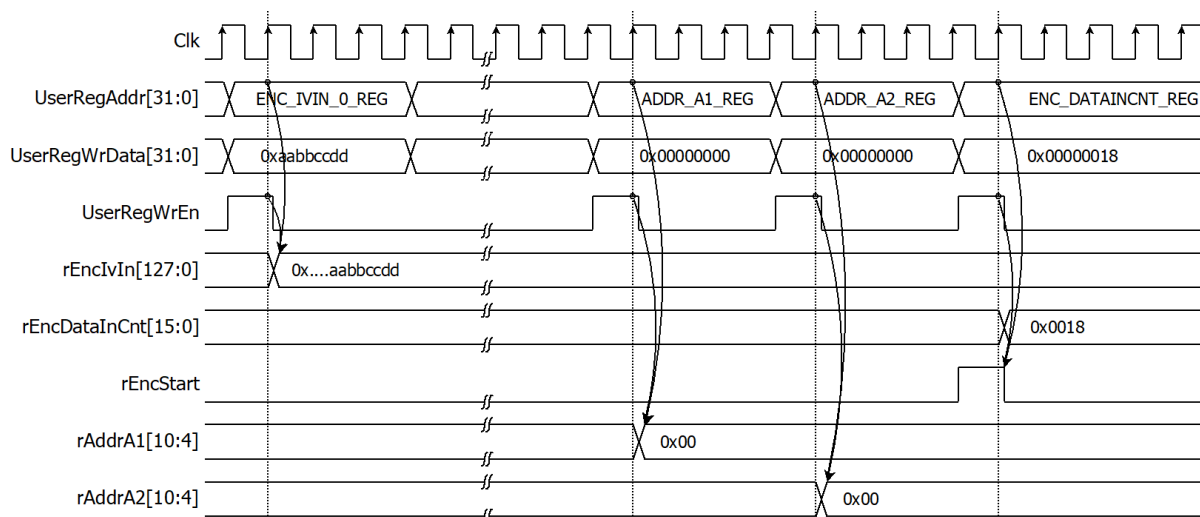 Clk
UserRegAddr[31:0] ENC_IVIN_0_REG ADDR_A1_REG ADDR_A2_REG ENC_DATAINCNT_REG
UserRegWrData[31:0] 0xaabbccdd 0x00000000 0x00000000 0x00000018
UserRegWrEn
rEncIvIn[127:0] 0x....aabbccdd
rEncDataInCnt[15:0] 0x0018
rEncStart
rAddrA1[10:4] 0x00
rAddrA2[10:4] 0x00